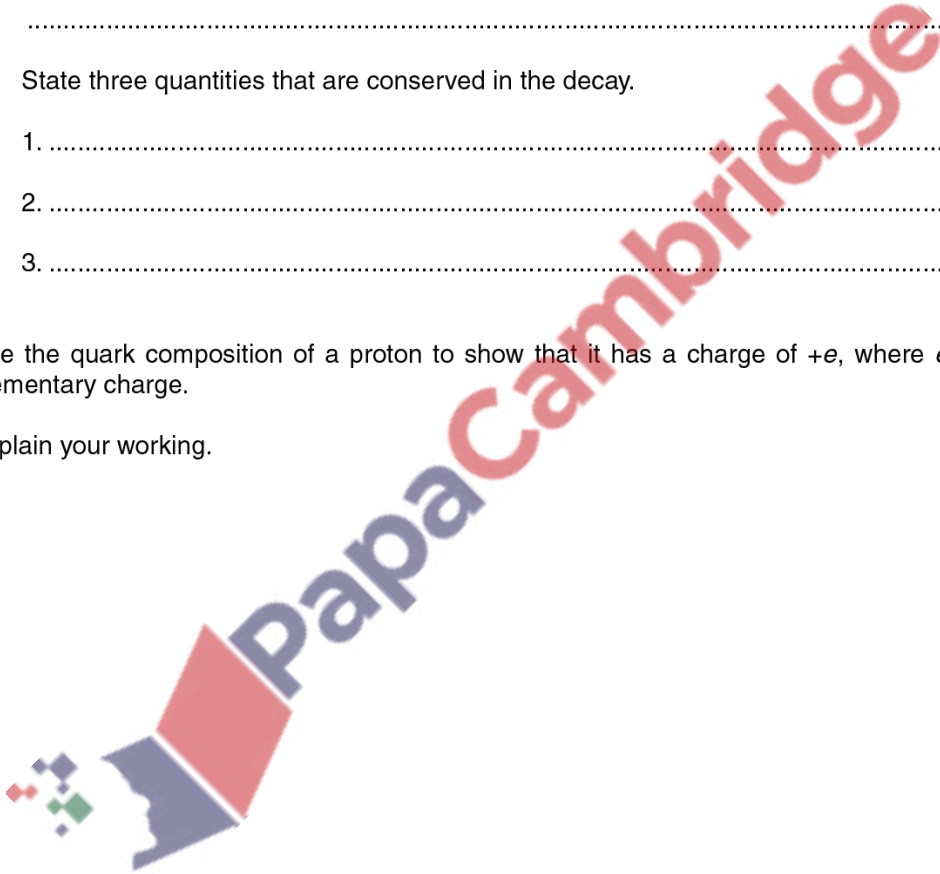 State three quantities that are conserved in the decay.
1. ........................................................................................
2. ........................................................................................
3. ........................................................................................
e the quark composition of a proton to show that it has a charge of +e, where e
ementary charge.
plain your working.
PapaCambridge